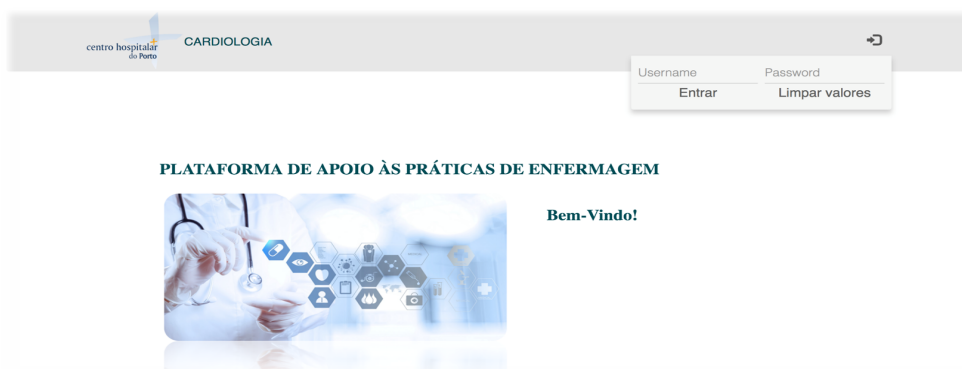 centro hospitalar
do Porto
CARDIOLOGIA
Username
Password
Entrar
Limpar valores
PLATAFORMA DE APOIO ÀS PRÁTICAS DE ENFERMAGEM
Bem-Vindo!